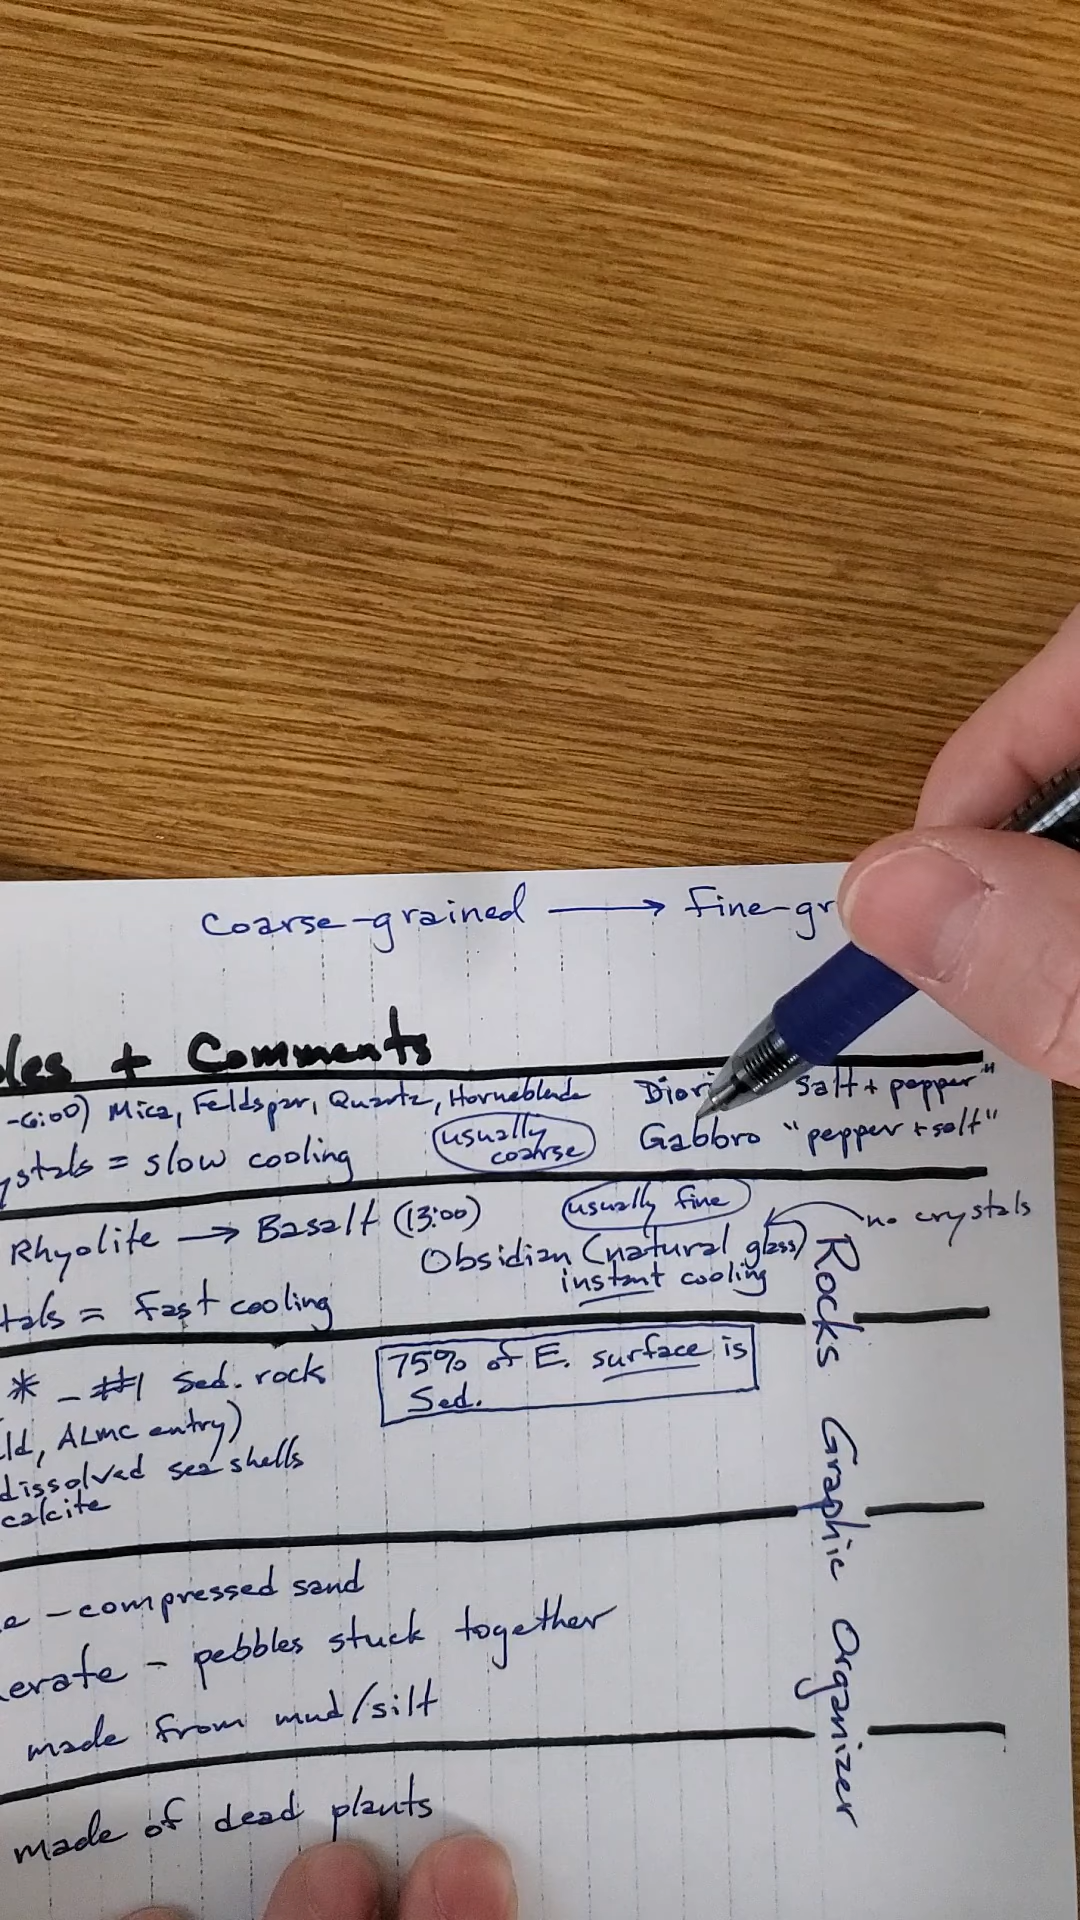 Coarse-grained → Fine-gr
les + Comments
-6:00) Mica, Feldspar, Quartz, Horneblende
Diori Salt + pepper"
usually coarse
Gabbro "pepper + salt"
ystals = slow cooling
usually fine
no crystals
Rhyolite → Basalt (13:00)
Obsidian (natural glass)
instant cooling
tals = Fast cooling
* - #1 Sed. rock
75% of E. surface is
Sed.
ld, ALMC entry)
dissolved sea shells
calcite
e - compressed sand
erate - pebbles stuck together
made from mud/silt
made of dead plants
Rocks Graphic Organizer